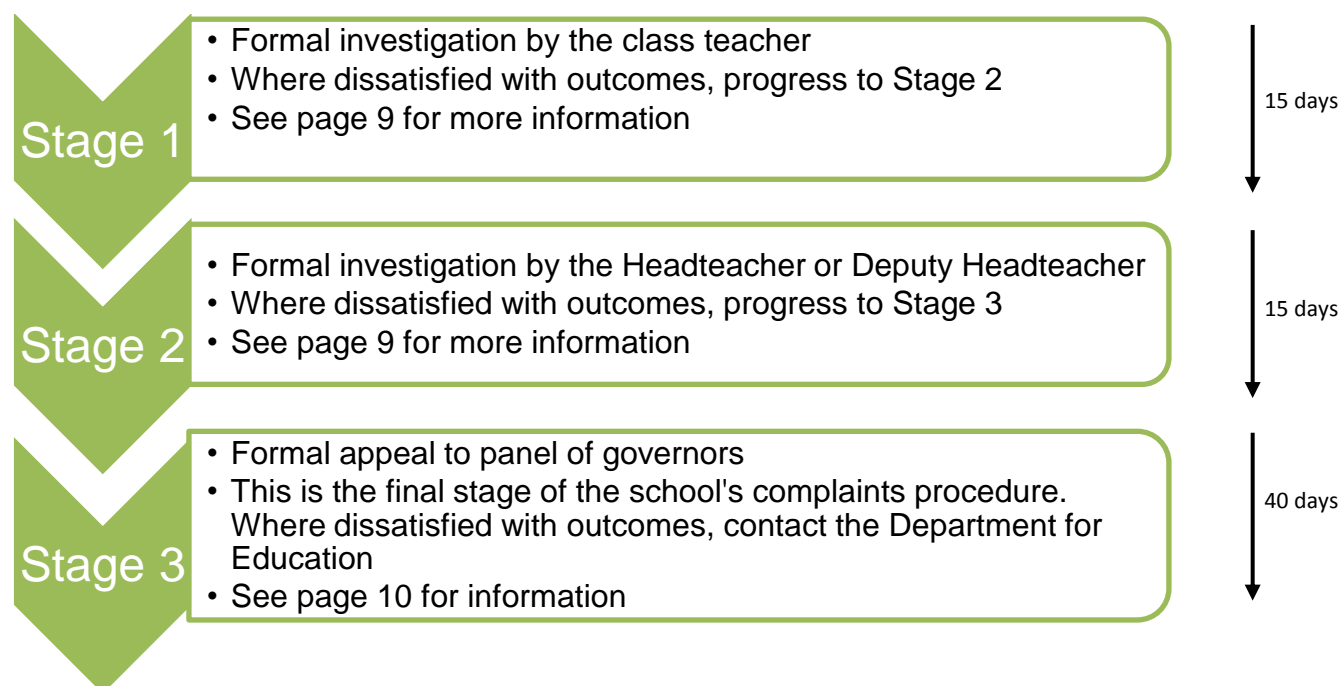 Stage 1
• Formal investigation by the class teacher
• Where dissatisfied with outcomes, progress to Stage 2
• See page 9 for more information
15 days
Stage 2
• Formal investigation by the Headteacher or Deputy Headteacher
• Where dissatisfied with outcomes, progress to Stage 3
• See page 9 for more information
15 days
Stage 3
• Formal appeal to panel of governors
• This is the final stage of the school's complaints procedure.
Where dissatisfied with outcomes, contact the Department for
Education
• See page 10 for information
40 days